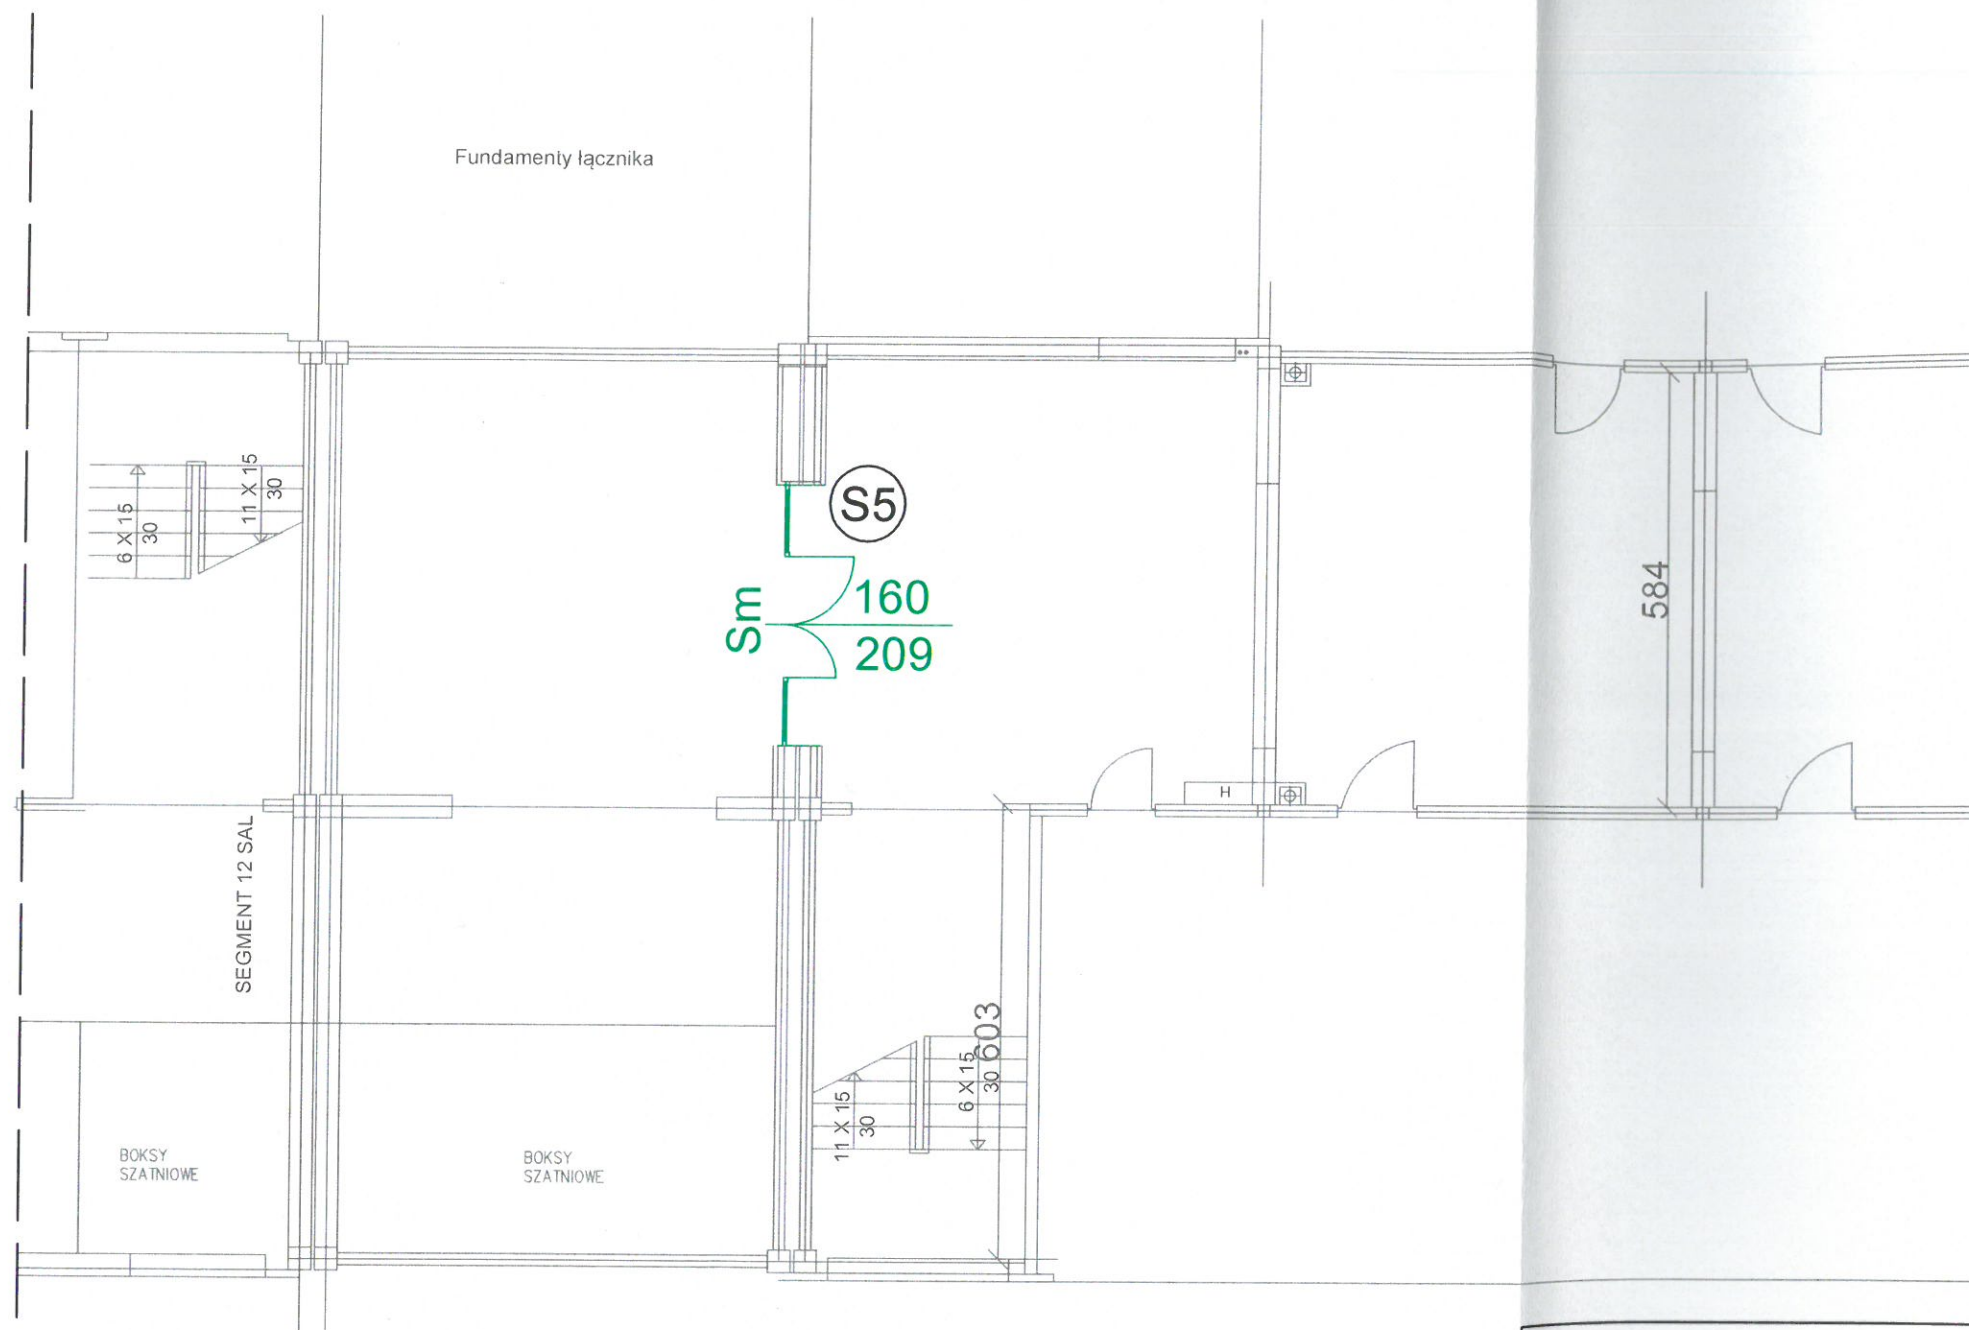 Fundamenty łącznika
11 X 15
30
6 X 15
30
S5
Sm
160
209
584
H
SEGMENT 12 SAL
603
6 X 15
30
11 X 15
30
BOKSY
SZATNIOWE
BOKSY
SZATNIOWE